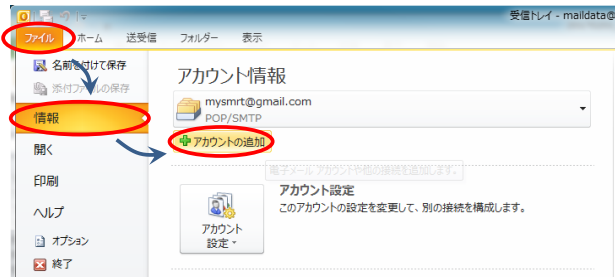 受信トレイ - maildata@
ファイル ホーム 送受信 フォルダー 表示
名前を付けて保存
添付ファイルの保存
情報
開く
印刷
ヘルプ
オプション
終了
アカウント情報
mysmrt@gmail.com
POP/SMTP
アカウントの追加
電子メール アカウントや他の接続を追加します。
アカウント設定
このアカウントの設定を変更して、別の接続を構成します。
アカウント
設定